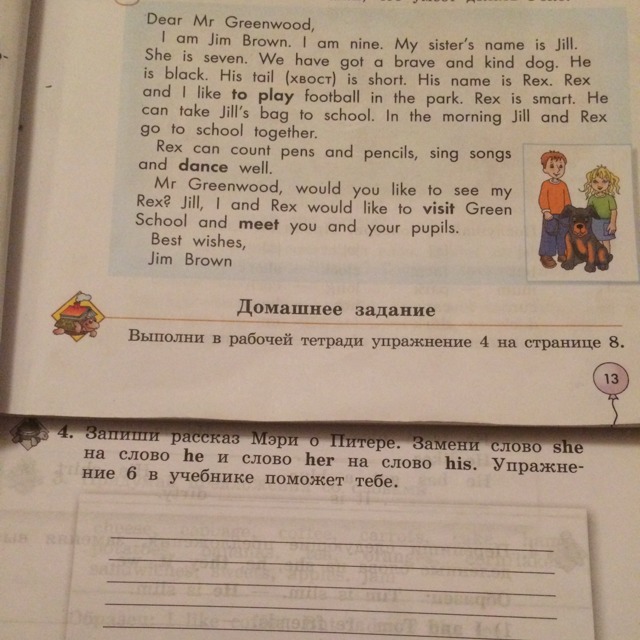 Dear Mr Greenwood,
I am Jim Brown. I am nine. My sister's name is Jill.
She is seven. We have got a brave and kind dog. He
is black. His tail (хвост) is short. His name is Rex. Rex
and I like to play football in the park. Rex is smart. He
can take Jill's bag to school. In the morning Jill and Rex
go to school together.
Rex can count pens and pencils, sing songs
and dance well.
Mr Greenwood, would you like to see my
Rex? Jill, I and Rex would like to visit Green
School and meet you and your pupils.
Best wishes,
Jim Brown
Домашнее задание
Выполни в рабочей тетради упражнение 4 на странице 8.
13
4. Запиши рассказ Мэри о Питере. Замени слово she
на слово he и слово her на слово his. Упражне-
ние 6 в учебнике поможет тебе.